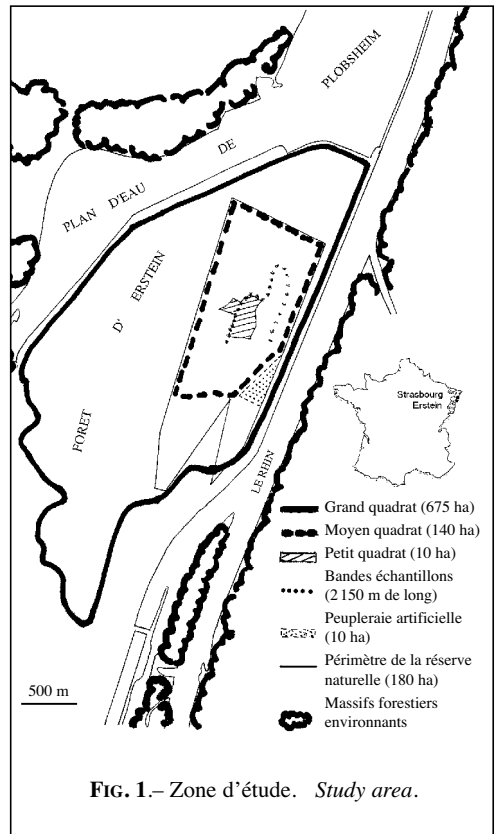 PLOBSHEIM
DE
PLAN D'EAU
D' ERSTEIN
FORET
LE RHIN
Strasbourg
Erstein
Grand quadrat (675 ha)
Moyen quadrat (140 ha)
Petit quadrat (10 ha)
Bandes échantillons
(2 150 m de long)
Peupleraie artificielle
(10 ha)
Périmètre de la réserve
naturelle (180 ha)
Massifs forestiers
environnants
500 m
FIG. 1.– Zone d'étude. Study area.